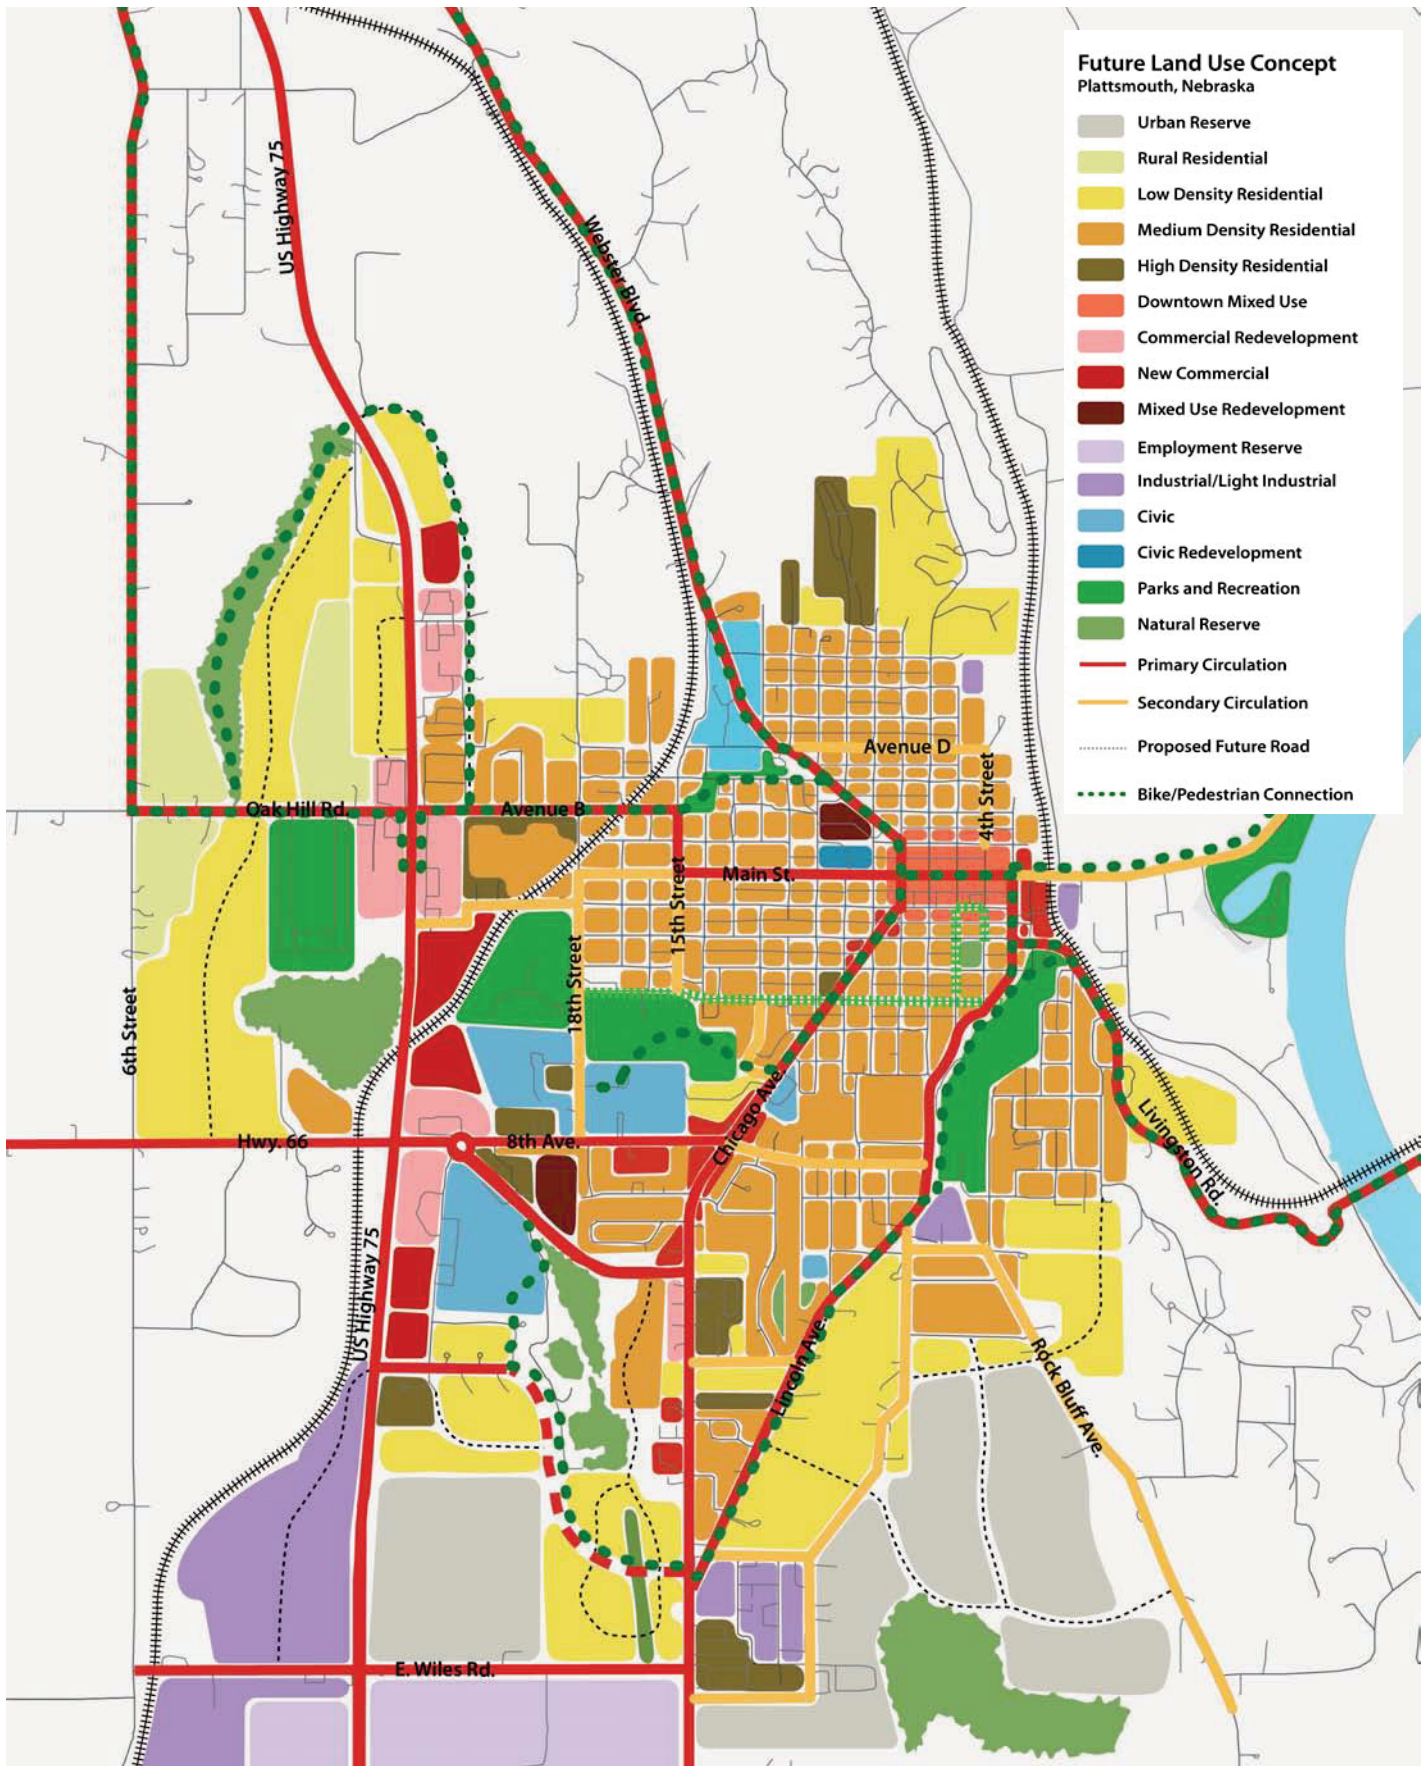 Future Land Use Concept
Plattsmouth, Nebraska
Urban Reserve
Rural Residential
Low Density Residential
Medium Density Residential
High Density Residential
Downtown Mixed Use
Commercial Redevelopment
New Commercial
Mixed Use Redevelopment
Employment Reserve
Industrial/Light Industrial
Civic
Civic Redevelopment
Parks and Recreation
Natural Reserve
Primary Circulation
Secondary Circulation
Proposed Future Road
Bike/Pedestrian Connection
US Highway 75
Webster Blvd.
Avenue D
4th Street
Oak Hill Rd.
Avenue B
Main St.
15th Street
18th Street
6th Street
Chicago Ave.
Hwy. 66
8th Ave.
Livingston Rd.
US Highway 75
Lincoln Ave.
Rock Bluff Ave.
E. Wiles Rd.